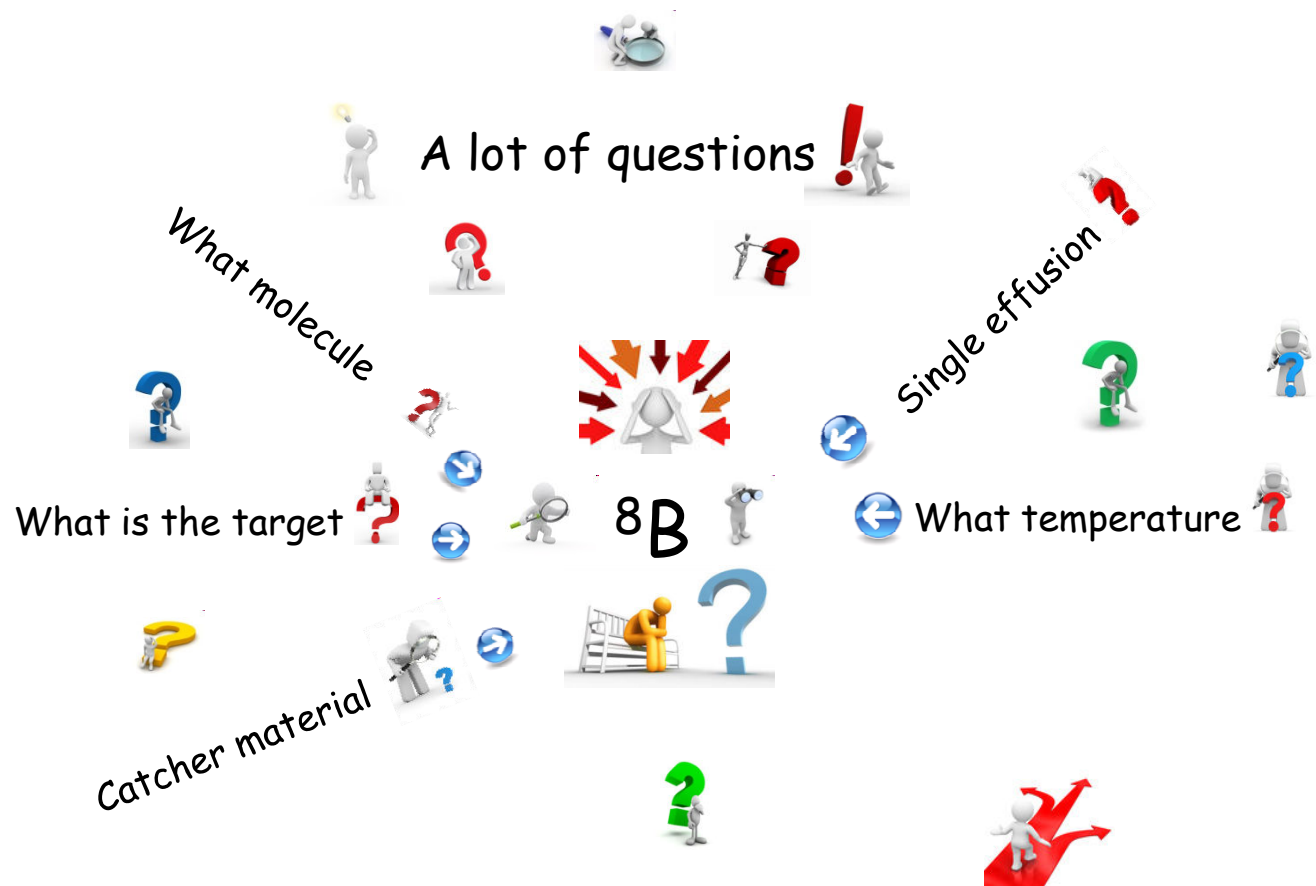 A lot of questions
What molecule
Single effusion
What is the target
⁸B
What temperature
Catcher material